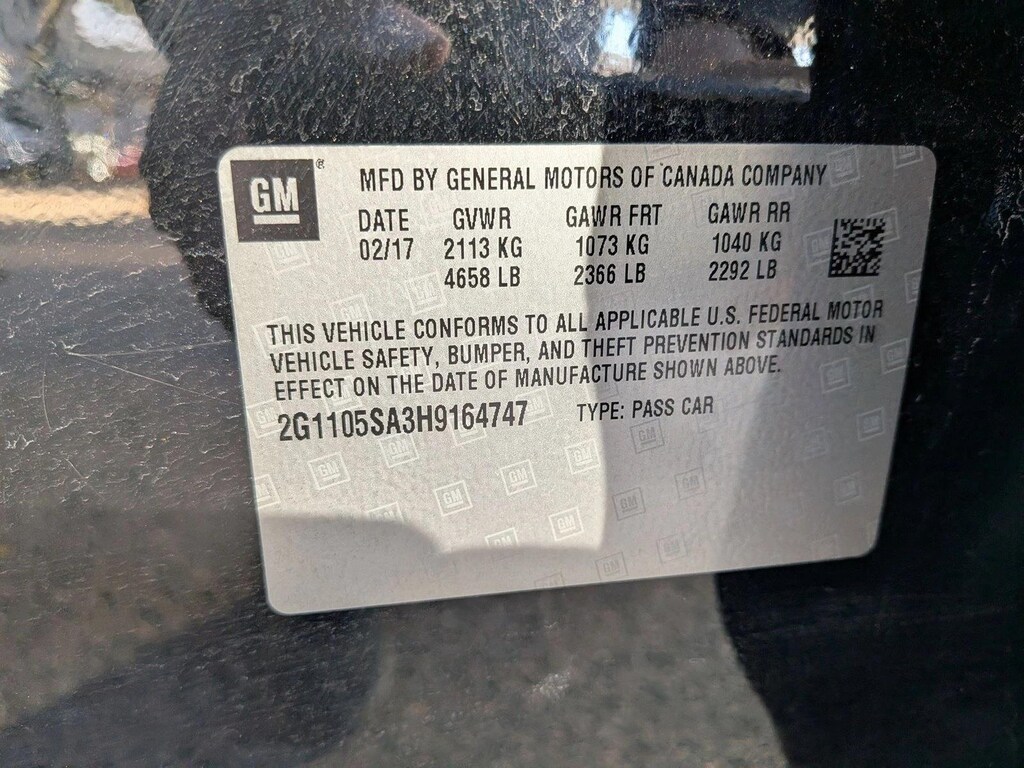 GM®
MFD BY GENERAL MOTORS OF CANADA COMPANY
DATE GVWR GAWR FRT GAWR RR
02/17 2113 KG 1073 KG 1040 KG
4658 LB 2366 LB 2292 LB
THIS VEHICLE CONFORMS TO ALL APPLICABLE U.S. FEDERAL MOTOR
VEHICLE SAFETY, BUMPER, AND THEFT PREVENTION STANDARDS IN
EFFECT ON THE DATE OF MANUFACTURE SHOWN ABOVE.
2G1105SA3H9164747 TYPE: PASS CAR